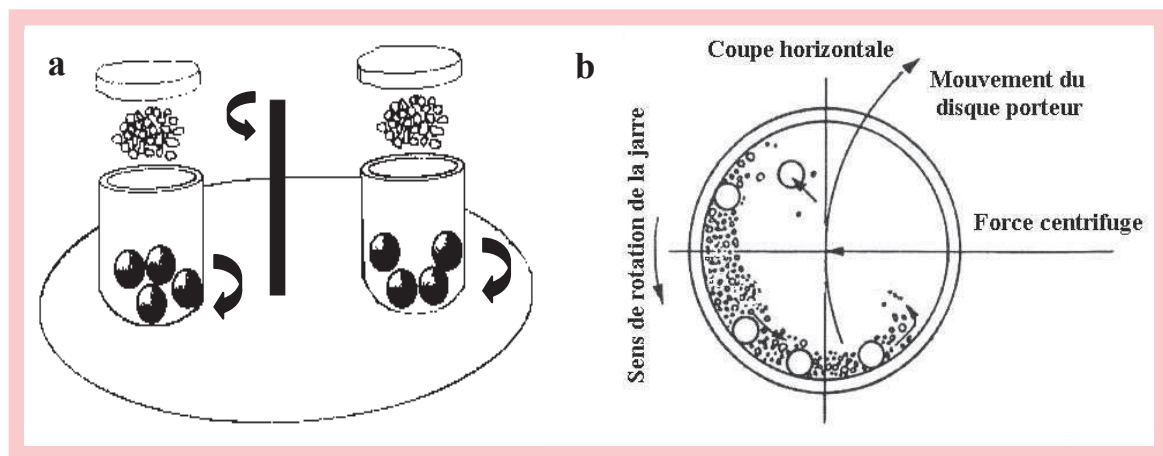 a
b
Coupe horizontale
Mouvement du
disque porteur
Force centrifuge
Sens de rotation de la jarre